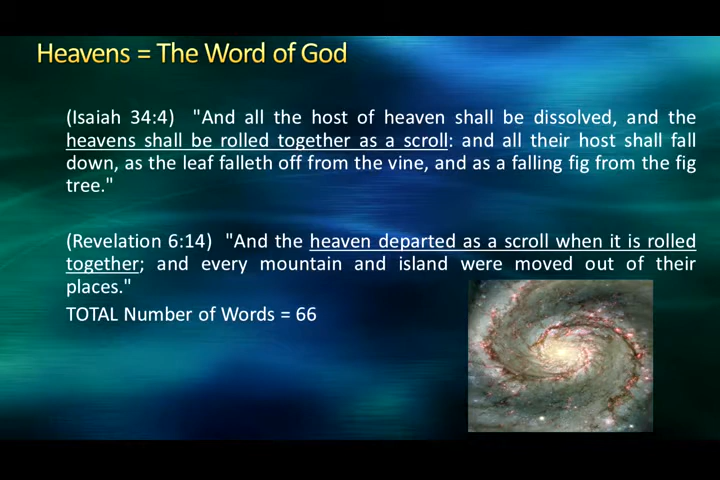 Heavens = The Word of God
(Isaiah 34:4) "And all the host of heaven shall be dissolved, and the
heavens shall be rolled together as a scroll: and all their host shall fall
down, as the leaf falleth off from the vine, and as a falling fig from the fig
tree."
(Revelation 6:14) "And the heaven departed as a scroll when it is rolled
together; and every mountain and island were moved out of their
places."
TOTAL Number of Words = 66